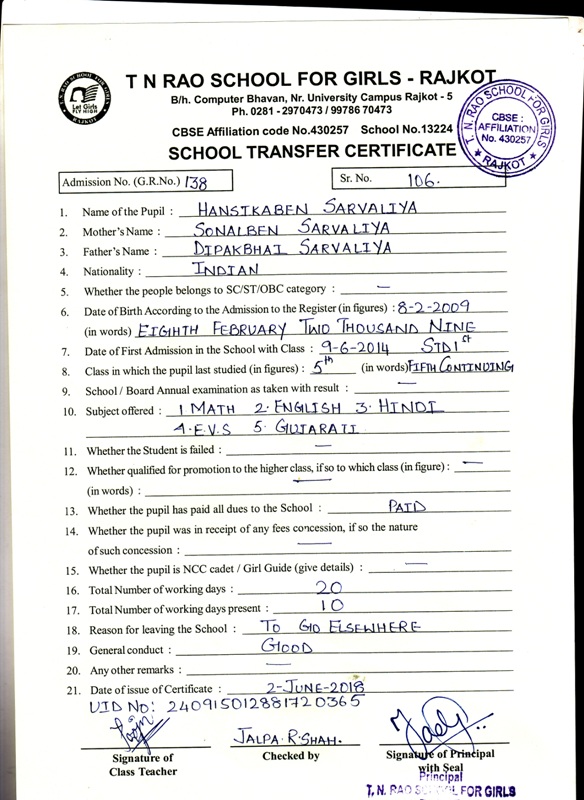 T N RAO SCHOOL FOR GIRLS - RAJKOT
B/h. Computer Bhavan, Nr. University Campus Rajkot - 5
Ph. 0281 - 2970473 / 99786 70473
CBSE Affiliation code No.430257 School No.13224
SCHOOL TRANSFER CERTIFICATE
T. N. RAO SCHOOL FOR GIRLS
RAJKOT
Let Girls
FLY HIGH
T. N. RAO SCHOOL FOR GIRLS
CBSE :
AFFILIATION
No. 430257
★ RAJKOT ★
Admission No. (G.R.No.) 138
Sr. No. 106.
1. Name of the Pupil : HANSIKABEN SARVALIYA
2. Mother's Name : SONALBEN SARVALIYA
3. Father's Name : DIPAKBHAI SARVALIYA
4. Nationality : INDIAN
5. Whether the people belongs to SC/ST/OBC category : —
6. Date of Birth According to the Admission to the Register (in figures) : 8-2-2009
(in words) EIGHTH FEBRUARY TWO THOUSAND NINE
7. Date of First Admission in the School with Class : 9-6-2014 STD 1st
8. Class in which the pupil last studied (in figures) : 5th (in words) FIFTH CONTINUING
9. School / Board Annual examination as taken with result : —
10. Subject offered : 1 MATH 2. ENGLISH 3. HINDI
4. E.V.S 5. GUJARATI
11. Whether the Student is failed : —
12. Whether qualified for promotion to the higher class, if so to which class (in figure) : —
(in words) : —
13. Whether the pupil has paid all dues to the School : PAID
14. Whether the pupil was in receipt of any fees concession, if so the nature
of such concession : —
15. Whether the pupil is NCC cadet / Girl Guide (give details) : —
16. Total Number of working days : 20
17. Total Number of working days present : 10
18. Reason for leaving the School : TO GO ELSEWHERE
19. General conduct : GOOD
20. Any other remarks : —
21. Date of issue of Certificate : 2-JUNE-2018
UID NO: 240915012881720365
JALPA.R.SHAH.
Signature of
Class Teacher
Checked by
Signature of Principal
with Seal
Principal
T. N. RAO SCHOOL FOR GIRLS